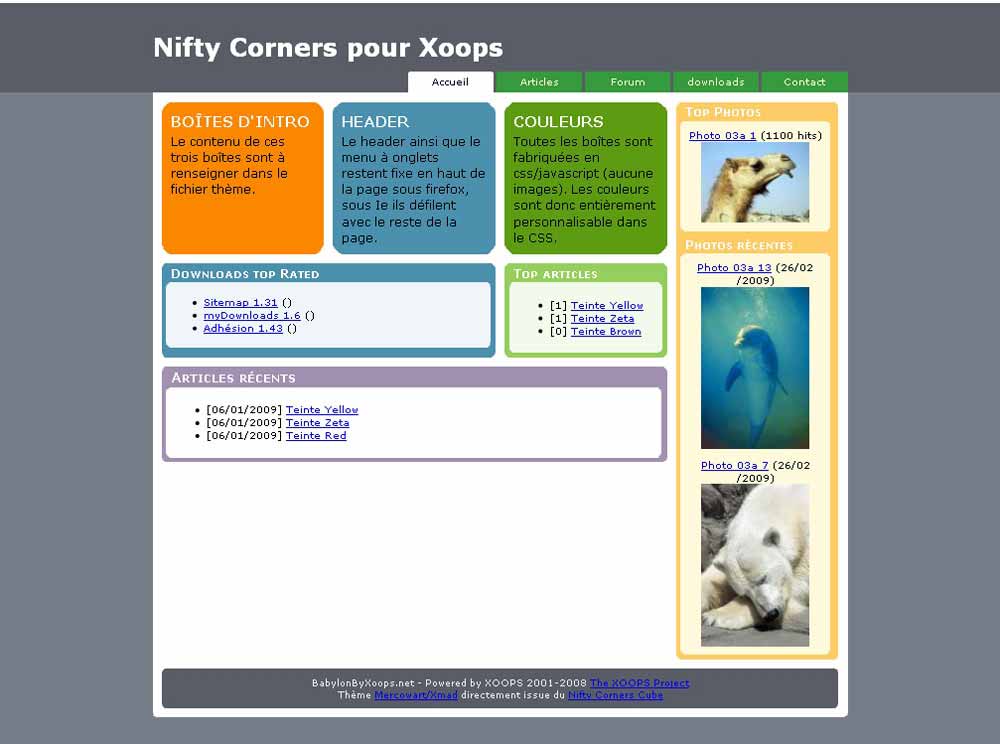 Nifty Corners pour Xoops
Accueil
Articles
Forum
downloads
Contact
BOÎTES D'INTRO
Le contenu de ces
trois boîtes sont à
renseigner dans le
fichier thème.
HEADER
Le header ainsi que le
menu à onglets
restent fixe en haut de
la page sous firefox,
sous Ie ils défilent
avec le reste de la
page.
COULEURS
Toutes les boîtes sont
fabriquées en
css/javascript (aucune
images). Les couleurs
sont donc entièrement
personnalisable dans
le CSS.
Top Photos
Photo 03a 1 (1100 hits)
Photos récentes
Photo 03a 13 (26/02
/2009)
Photo 03a 7 (26/02
/2009)
Downloads top Rated
Sitemap 1.31 ()
myDownloads 1.6 ()
Adhésion 1.43 ()
Top articles
[1] Teinte Yellow
[1] Teinte Zeta
[0] Teinte Brown
Articles récents
[06/01/2009] Teinte Yellow
[06/01/2009] Teinte Zeta
[06/01/2009] Teinte Red
BabylonByXoops.net - Powered by XOOPS 2001-2008 The XOOPS Project
Thème Mercowart/Xmad directement issue du Nifty Corners Cube